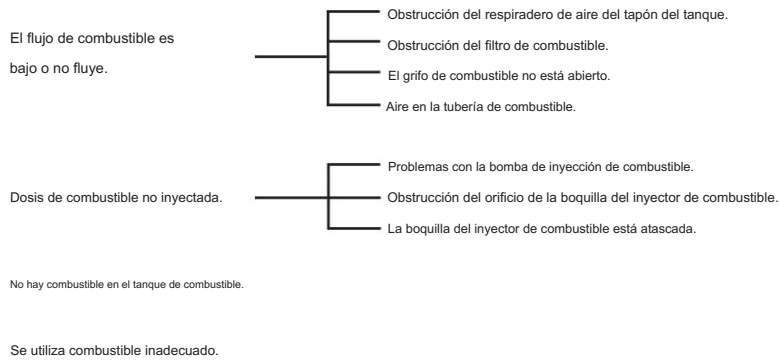 Obstrucción del respiradero de aire del tapón del tanque.
El flujo de combustible es
bajo o no fluye.
Obstrucción del filtro de combustible.
El grifo de combustible no está abierto.
Aire en la tubería de combustible.
Problemas con la bomba de inyección de combustible.
Dosis de combustible no inyectada.
Obstrucción del orificio de la boquilla del inyector de combustible.
La boquilla del inyector de combustible está atascada.
No hay combustible en el tanque de combustible.
Se utiliza combustible inadecuado.